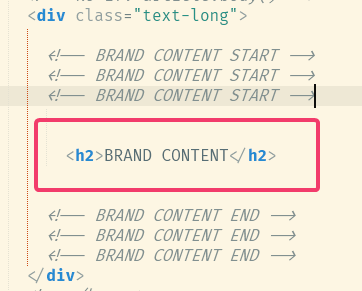 <div class="text-long">
<!-- BRAND CONTENT START -->
<!-- BRAND CONTENT START -->
<!-- BRAND CONTENT START -->
<h2>BRAND CONTENT</h2>
<!-- BRAND CONTENT END -->
<!-- BRAND CONTENT END -->
<!-- BRAND CONTENT END -->
</div>